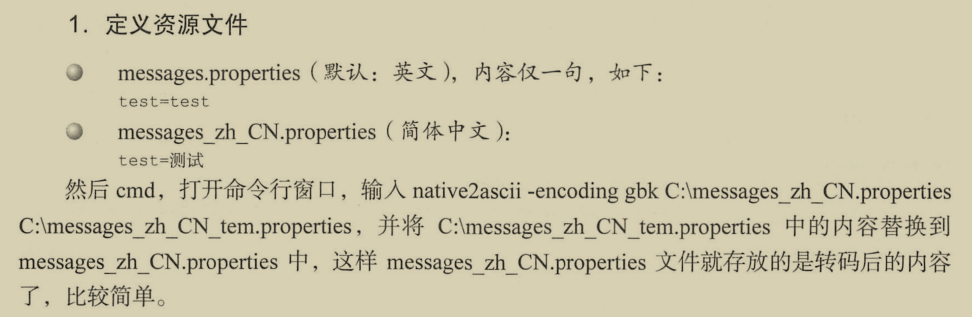 1. 定义资源文件
messages.properties（默认：英文），内容仅一句，如下：
test=test
messages_zh_CN.properties（简体中文）：
test=测试
然后 cmd，打开命令行窗口，输入 native2ascii -encoding gbk C:\messages_zh_CN.properties
C:\messages_zh_CN_tem.properties，并将 C:\messages_zh_CN_tem.properties 中的内容替换到
messages_zh_CN.properties 中，这样 messages_zh_CN.properties 文件就存放的是转码后的内容
了，比较简单。